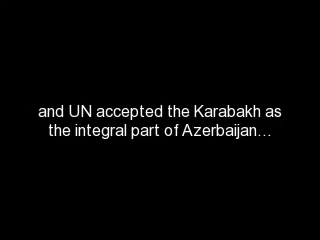 and UN accepted the Karabakh as
the integral part of Azerbaijan…